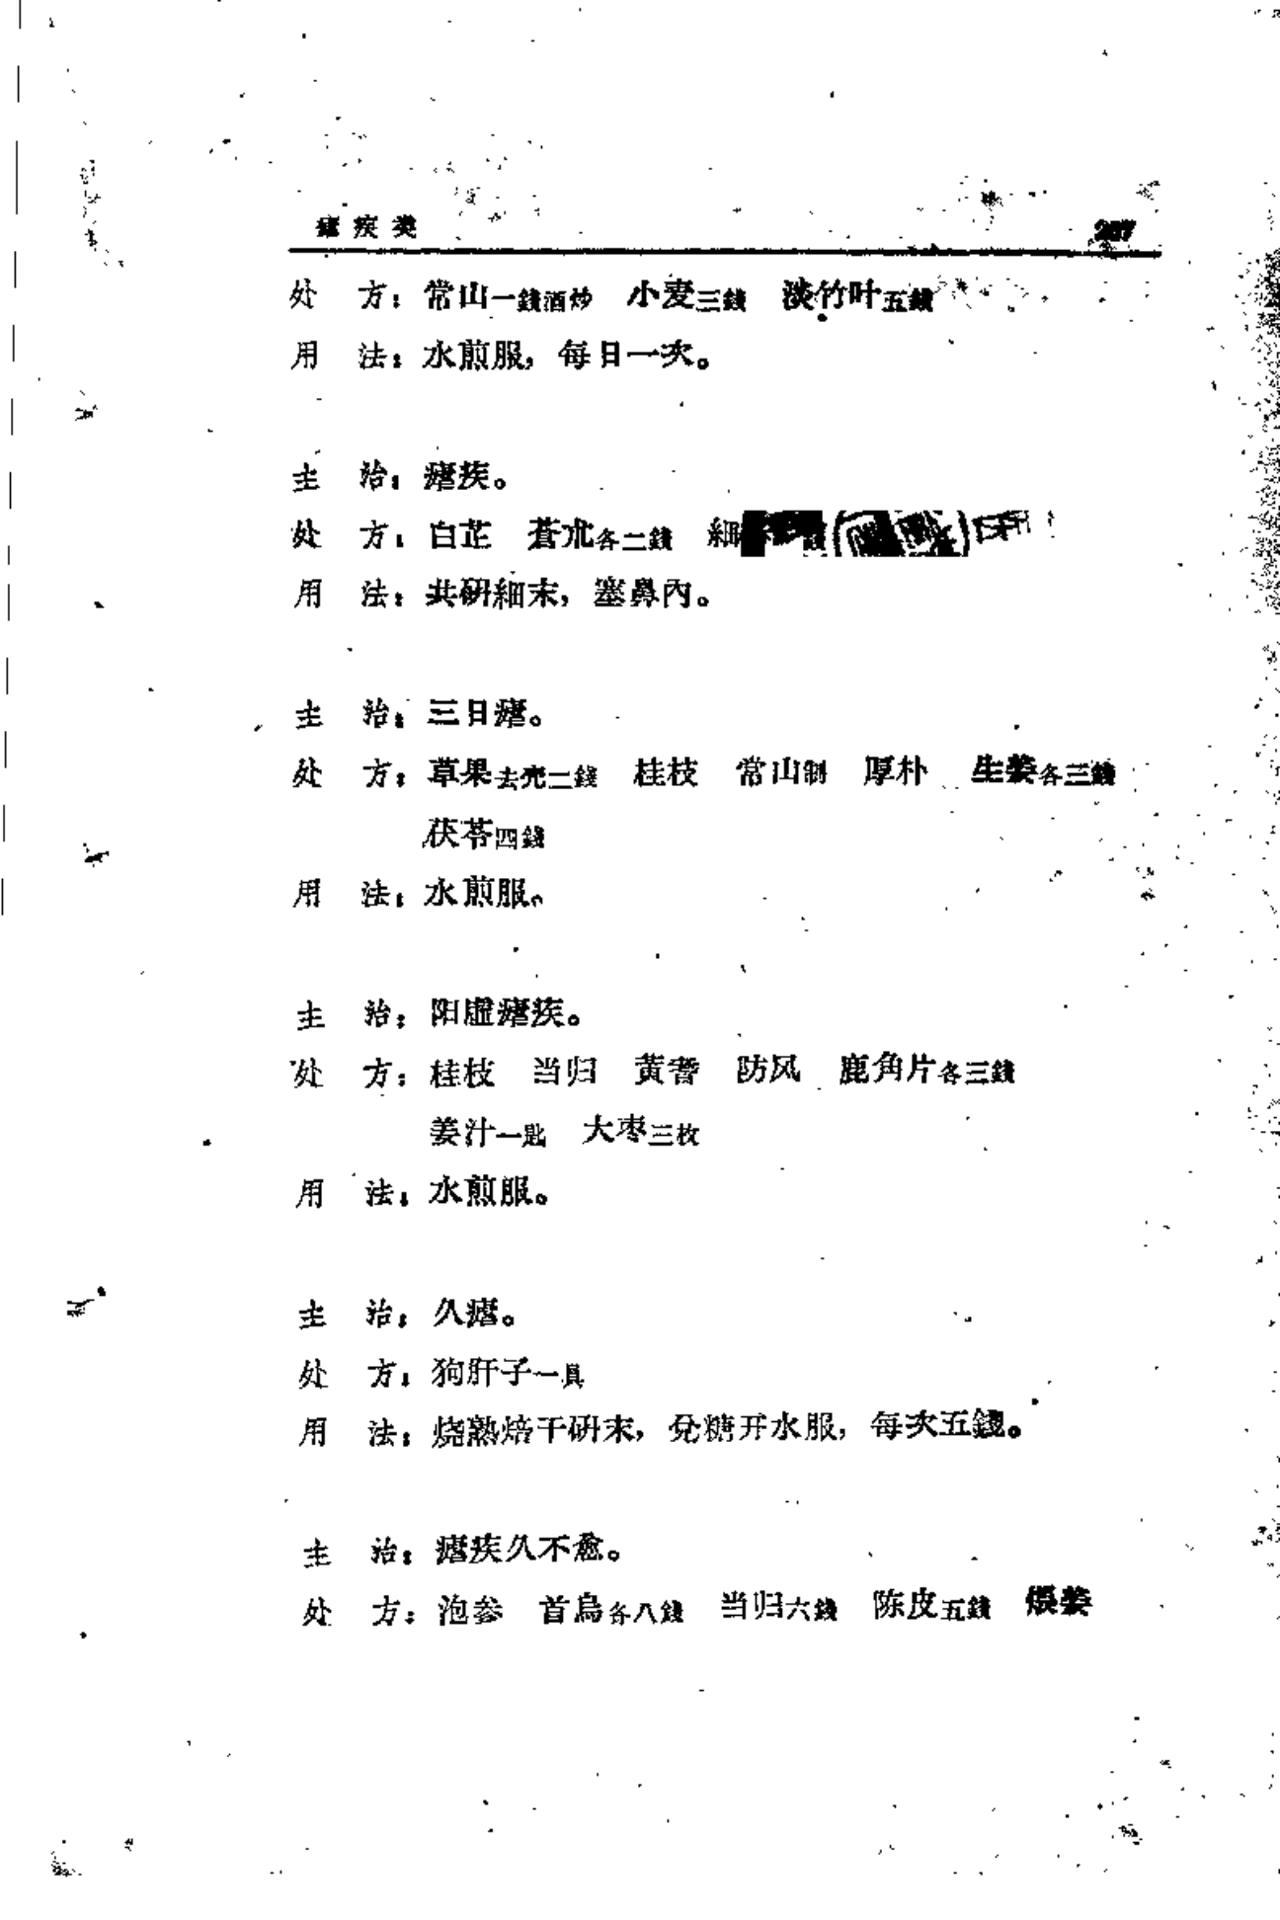 瘧疾类 207
处 方：常山一錢酒炒 小麦三錢 淡竹叶五錢
用 法：水煎服，每日一次。
主 治：瘧疾。
处 方：白芷 蒼朮各二錢 細
用 法：共研細末，塞鼻內。
主 治：三日瘧。
处 方：草果去壳二錢 桂枝 常山制 厚朴 生姜各三錢
茯苓四錢
用 法：水煎服。
主 治：阳虛瘧疾。
处 方：桂枝 当归 黃耆 防风 鹿角片各三錢
姜汁一匙 大枣三枚
用 法：水煎服。
主 治：久瘧。
处 方：狗肝子一具
用 法：烧熟焙干研末，兌糖开水服，每次五錢。
主 治：瘧疾久不愈。
处 方：泡参 首烏各八錢 当归六錢 陈皮五錢 煨姜